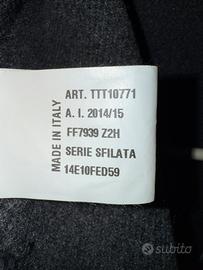 MADE IN ITALY
ART. TTT10771
A. I. 2014/15
FF7939 Z2H
SERIE SFILATA
14E10FED59
subito